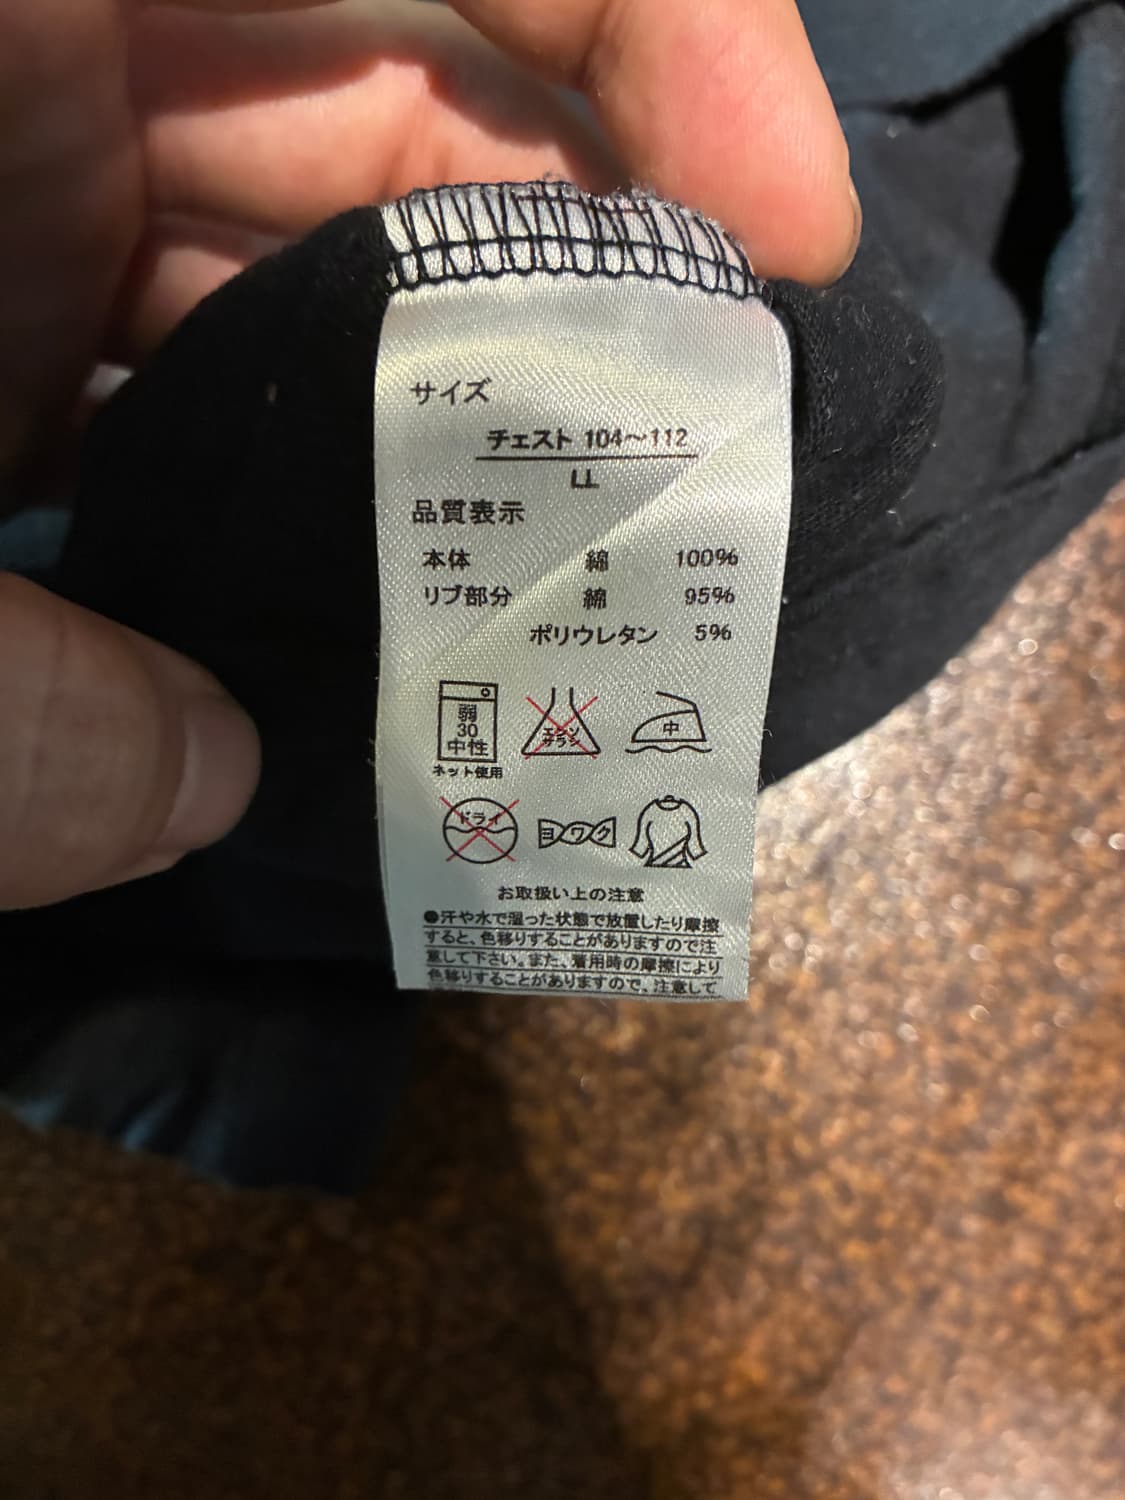 サイズ
チェスト 104〜112
LL
品質表示
本体 綿 100%
リブ部分 綿 95%
ポリウレタン 5%
弱
30
中性
ネット使用
エンソ
サラシ
中
ドライ
ヨワク
お取扱い上の注意
●汗や水で湿った状態で放置したり摩擦
すると、色移りすることがありますので注
意して下さい。また、着用時の摩擦により
色移りすることがありますので、注意して